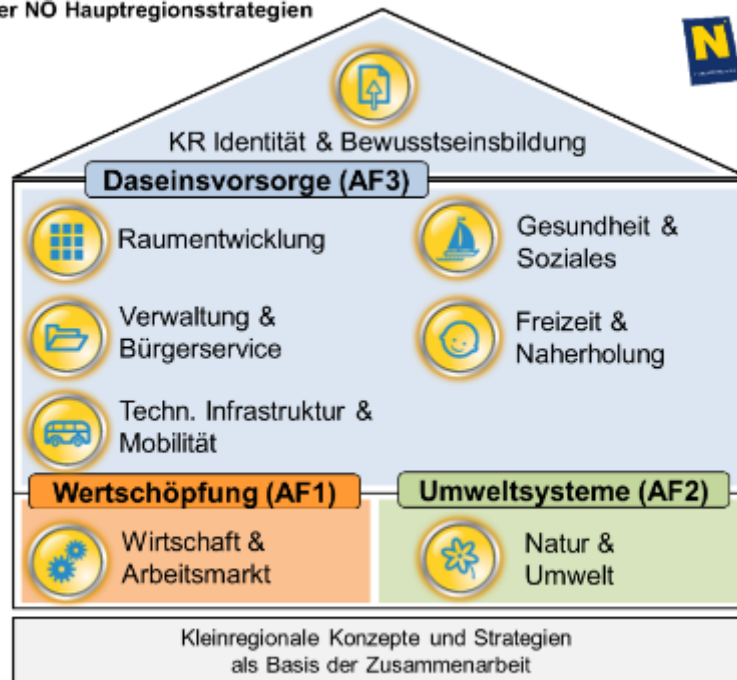 er NÖ Hauptregionsstrategien
N
KR Identität & Bewusstseinsbildung
Daseinsvorsorge (AF3)
Raumentwicklung
Gesundheit &
Soziales
Verwaltung &
Bürgerservice
Freizeit &
Naherholung
Techn. Infrastruktur &
Mobilität
Wertschöpfung (AF1)
Umweltsysteme (AF2)
Wirtschaft &
Arbeitsmarkt
Natur &
Umwelt
Kleinregionale Konzepte und Strategien
als Basis der Zusammenarbeit